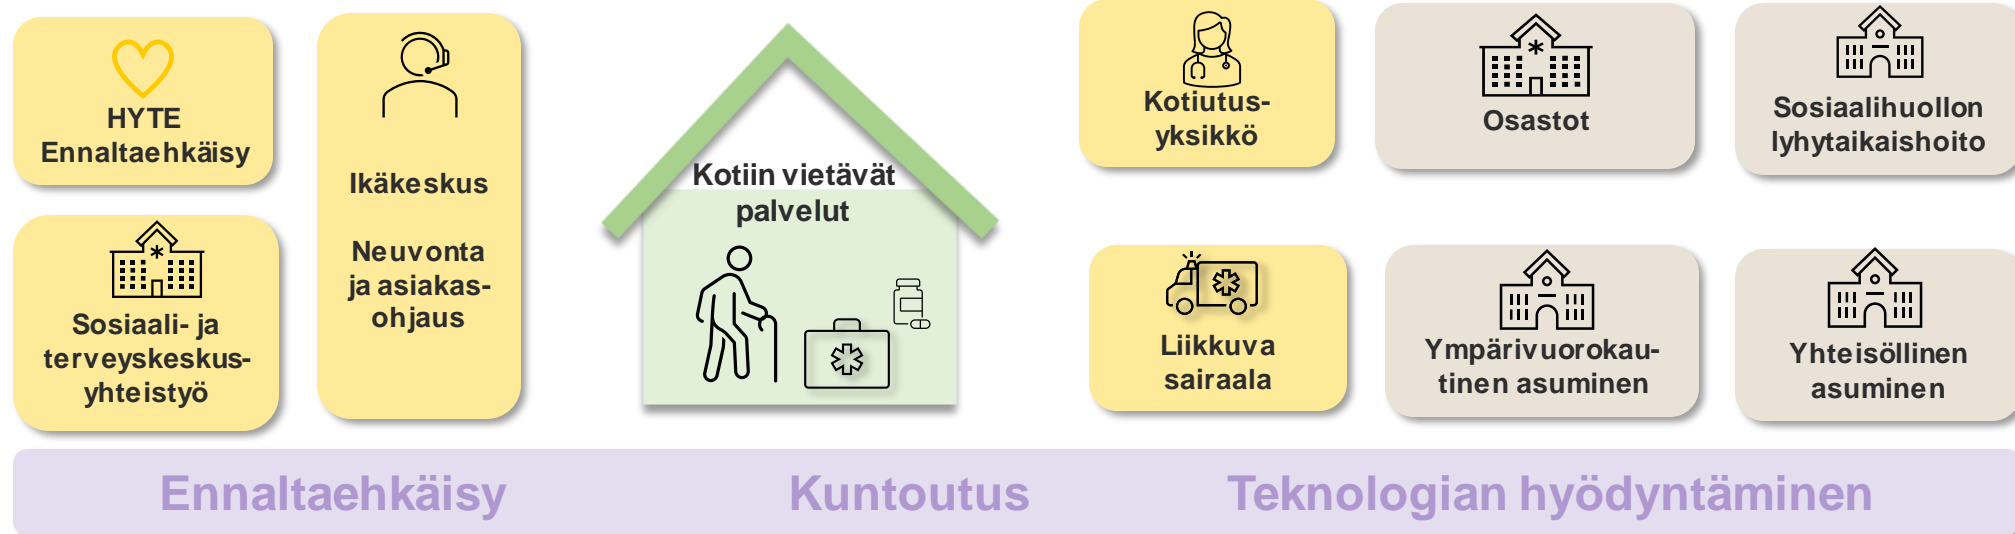 HYTE
Ennaltaehkäisy
Sosiaali- ja
terveyskeskus-
yhteistyö
Ikäkeskus
Neuvonta
ja asiakas-
ohjaus
Kotiin vietävät
palvelut
Kotiutus-
yksikkö
Osastot
Sosiaalihuollon
lyhytaikaishoito
Liikkuva
sairaala
Ympärivuorokau-
tinen asuminen
Yhteisöllinen
asuminen
Ennaltaehkäisy
Kuntoutus
Teknologian hyödyntäminen